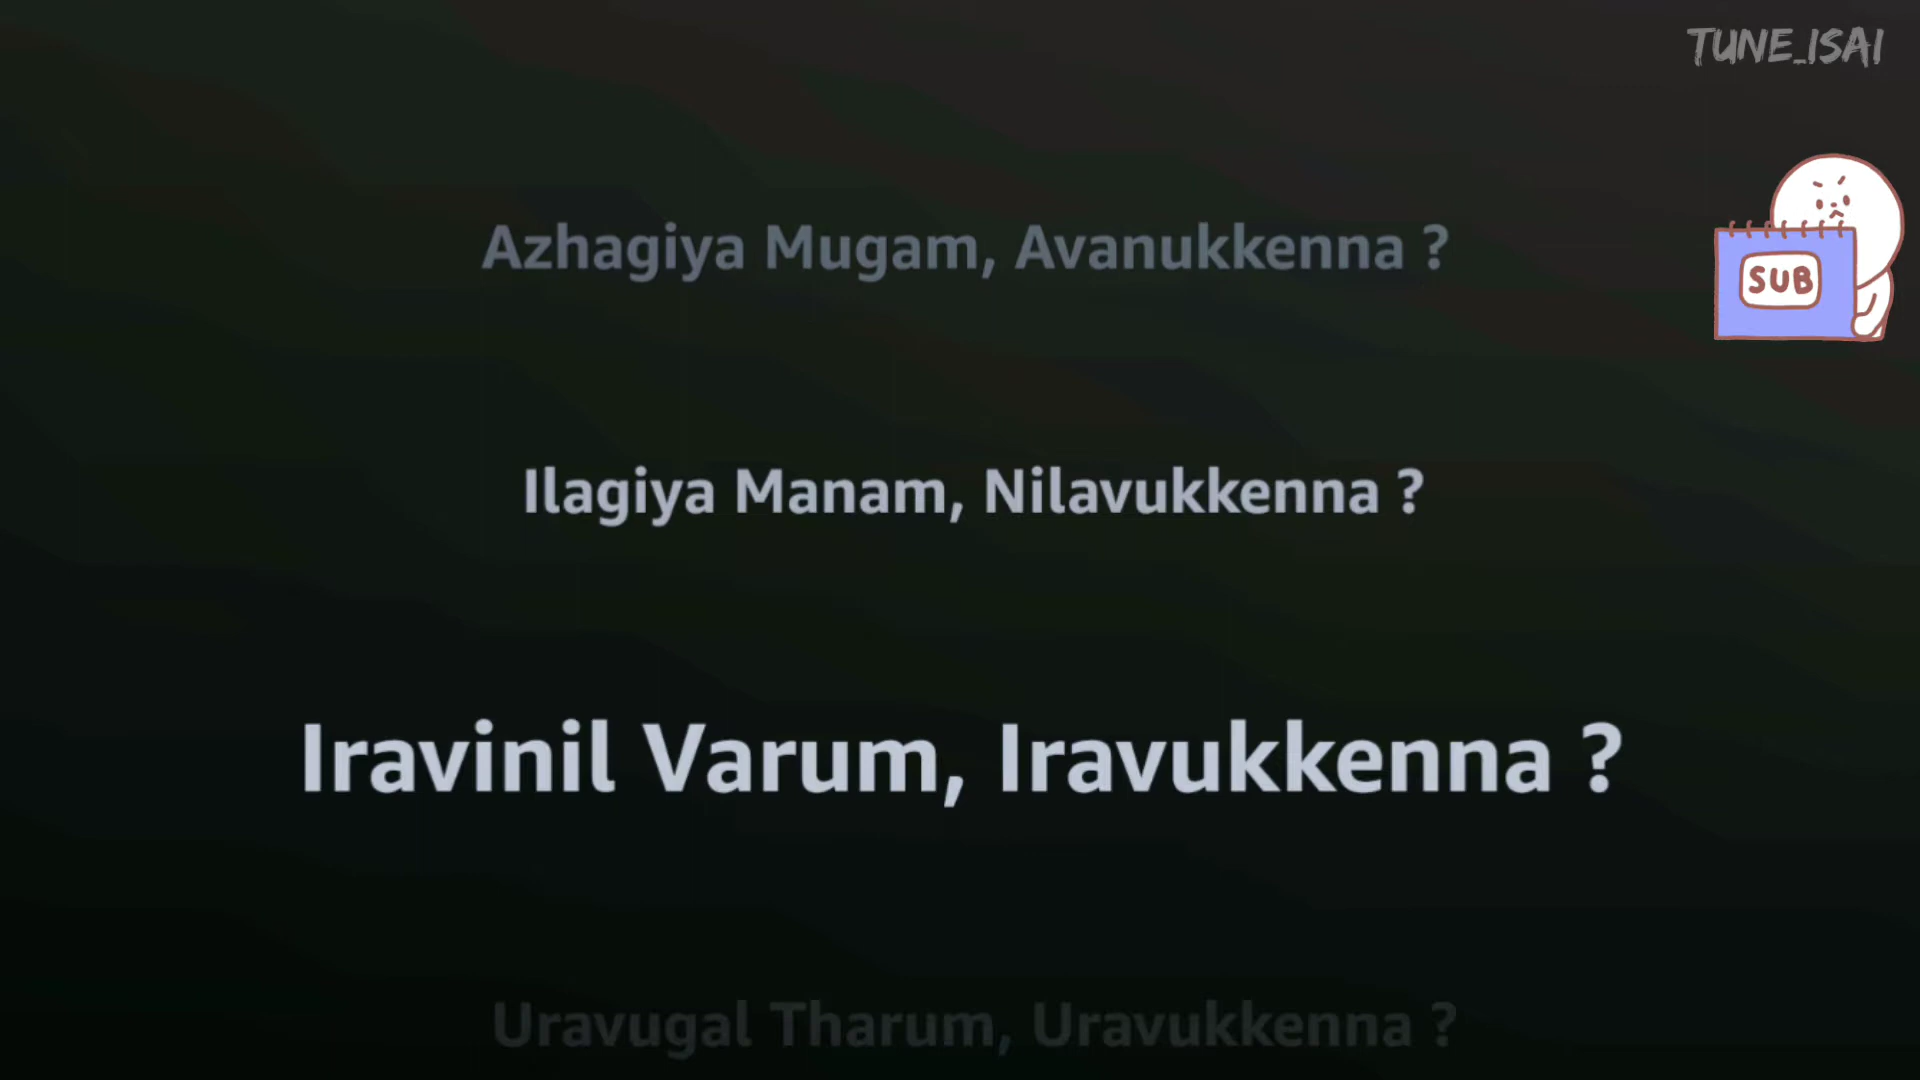 TUNE_ISAI
Azhagiya Mugam, Avanukkenna ?
SUB
Ilagiya Manam, Nilavukkenna ?
Iravinil Varum, Iravukkenna ?
Uravugal Tharum, Uravukkenna ?